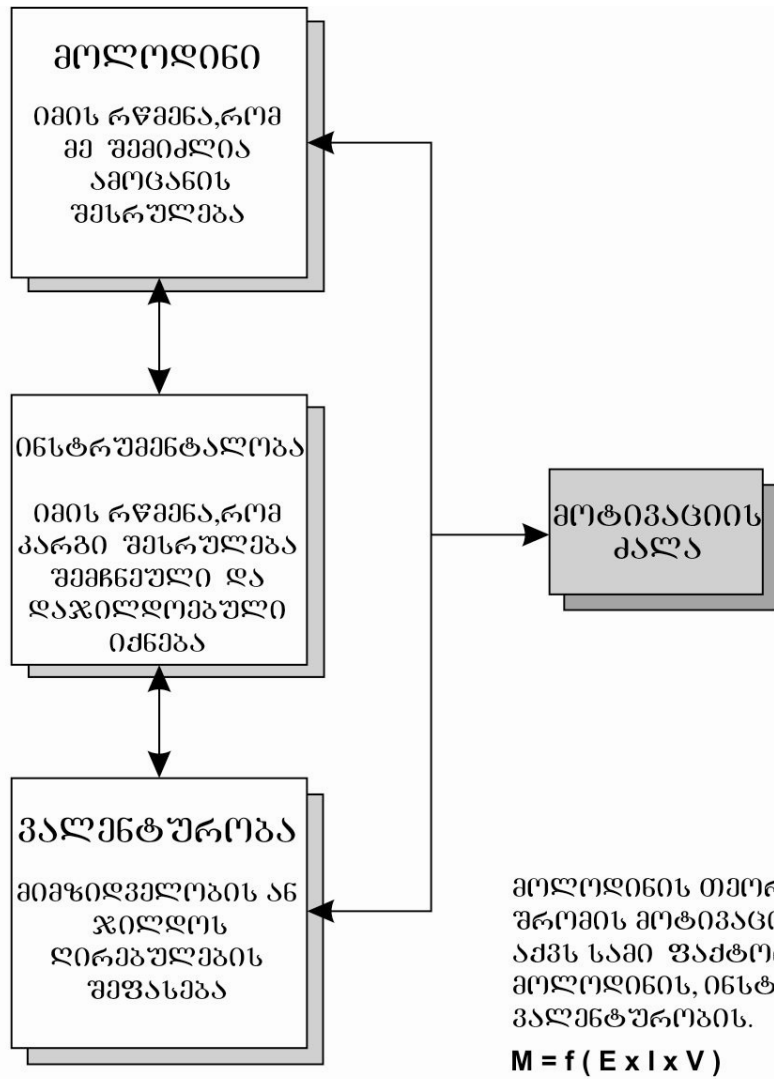 მოლოდინი
იმის რწმენა,რომ
მე შემიძლია
ამოცანის
შესრულება
ინსტრუმენტალობა
იმის რწმენა,რომ
კარგი შესრულება
შემჩნეული და
დაჯილდოებული
იქნება
ვალენტურობა
მიმზიდველობის ან
ჯილდოს
ღირებულების
შეფასება
მოტივაციის
ძალა
მოლოდინის
შრომის
აქვს სამი
მოლოდინის,
ვალენტურობის.
M = f ( E x I x V )